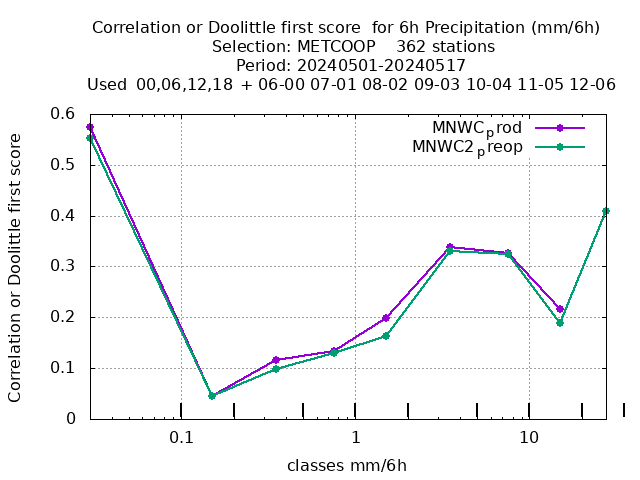 Correlation or Doolittle first score  for 6h Precipitation (mm/6h)
Selection: METCOOP    362 stations
Period: 20240501-20240517
Used  00,06,12,18  + 06-00 07-01 08-02 09-03 10-04 11-05 12-06
MNWCprod
MNWC2preop
Correlation or Doolittle first score
0.6
0.5
0.4
0.3
0.2
0.1
0
0.1 1 10
classes mm/6h